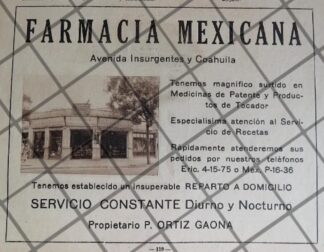 FARMACIA MEXICANA
Avenida Insurgentes y Coahuila
Tenemos magnífico surtido en
Medicinas de Patente y Produc-
tos de Tocador
Especialísima atención al Servi-
cio de Recetas
Rápidamente atenderemos sus
pedidos por nuestros teléfonos
Eric. 4-15-75 o Mex. P-16-36
Tenemos establecido un insuperable REPARTO A DOMICILIO
SERVICIO CONSTANTE Diurno y Nocturno
Propietario P. ORTIZ GAONA
— 119 —